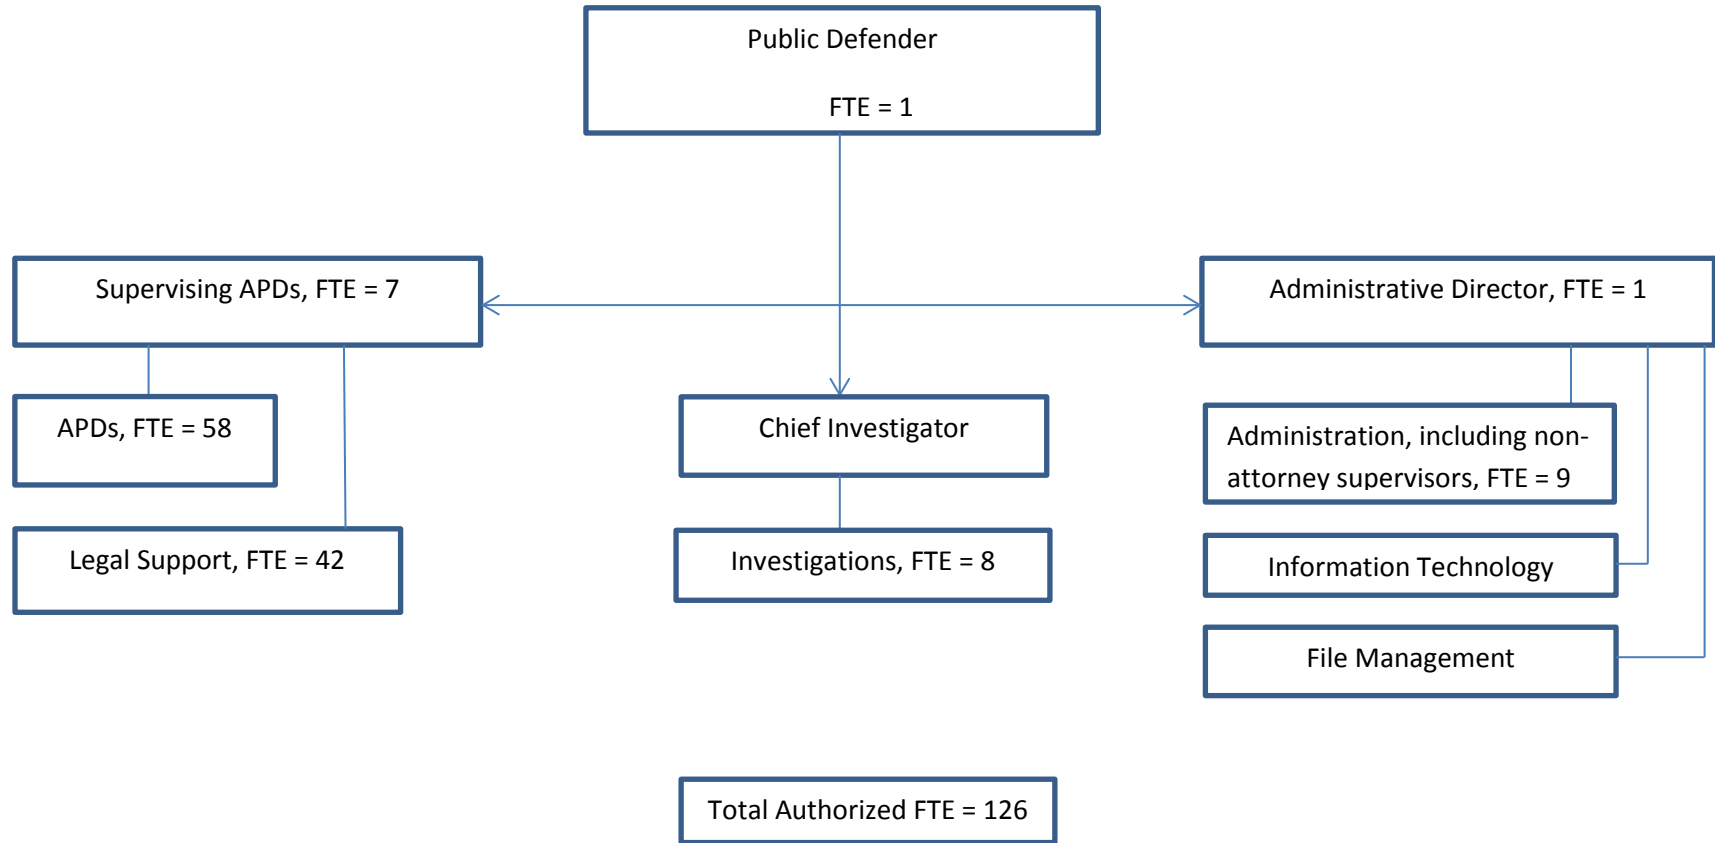 Public Defender
FTE = 1
Supervising APDs, FTE = 7
Administrative Director, FTE = 1
APDs, FTE = 58
Chief Investigator
Administration, including non-
attorney supervisors, FTE = 9
Legal Support, FTE = 42
Investigations, FTE = 8
Information Technology
File Management
Total Authorized FTE = 126